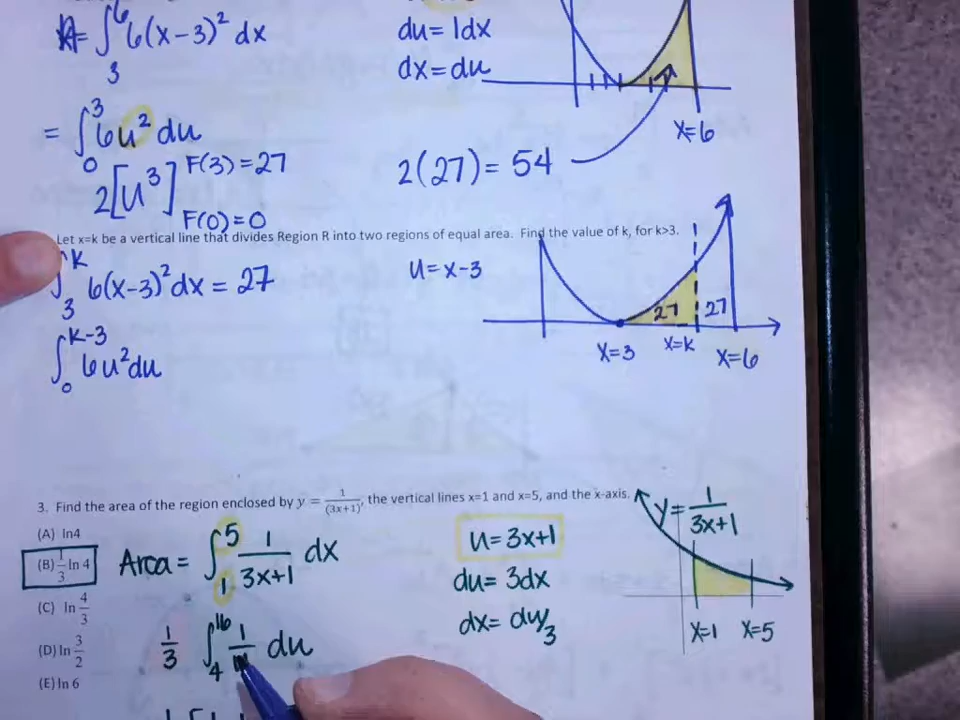 A = ∫₃⁶ 6(x-3)² dx
du = 1dx
dx = du
x=6
= ∫₀³ 6u² du
2[u³] F(3) = 27
F(0) = 0
2(27) = 54
Let x=k be a vertical line that divides Region R into two regions of equal area. Find the value of k, for k>3.
∫₃ᵏ 6(x-3)² dx = 27
u = x-3
∫₀ᵏ⁻³ 6u² du
27
27
x=3
x=k
x=6
3. Find the area of the region enclosed by y = 1/(3x+1), the vertical lines x=1 and x=5, and the x-axis.
(A) ln4
(B) 1/3 ln 4
(C) ln 4/3
(D) ln 3/2
(E) ln 6
Area = ∫₁⁵ 1/(3x+1) dx
1/3 ∫₄¹⁶ 1/u du
u = 3x+1
du = 3dx
dx = du/3
y = 1/(3x+1)
x=1
x=5